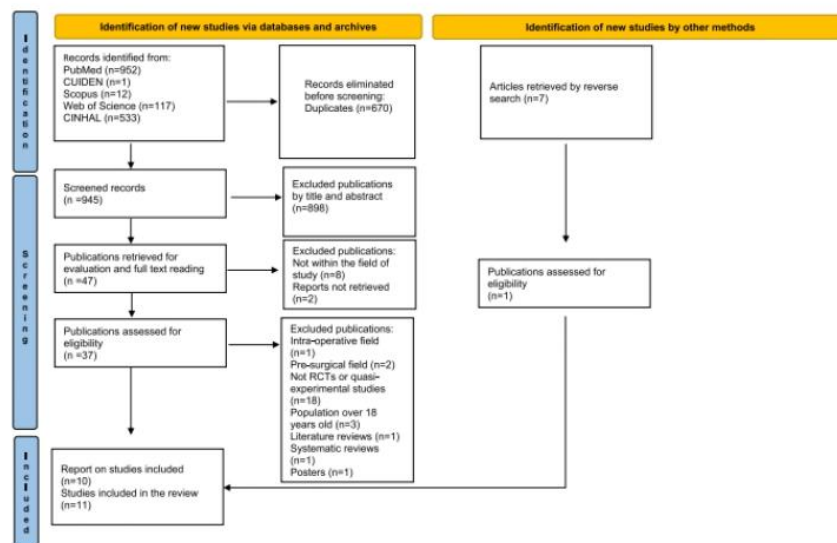 Identification of new studies via databases and archives
Identification of new studies by other methods
Identification
Records identified from:
PubMed (n=952)
CUIDEN (n=1)
Scopus (n=12)
Web of Science (n=117)
CINHAL (n=533)
Records eliminated
before screening:
Duplicates (n=670)
Articles retrieved by reverse
search (n=7)
Screening
Screened records
(n =945)
Excluded publications
by title and abstract
(n=898)
Publications retrieved for
evaluation and full text reading
(n =47)
Excluded publications:
Not within the field of
study (n=8)
Reports not retrieved
(n=2)
Publications assessed for
eligibility
(n=1)
Publications assessed for
eligibility
(n =37)
Excluded publications:
Intra-operative field
(n=1)
Pre-surgical field (n=2)
Not RCTs or quasi-
experimental studies
(n=18)
Population over 18
years old (n=3)
Literature reviews (n=1)
Systematic reviews
(n=1)
Posters (n=1)
Included
Report on studies included
(n=10)
Studies included in the review
(n=11)